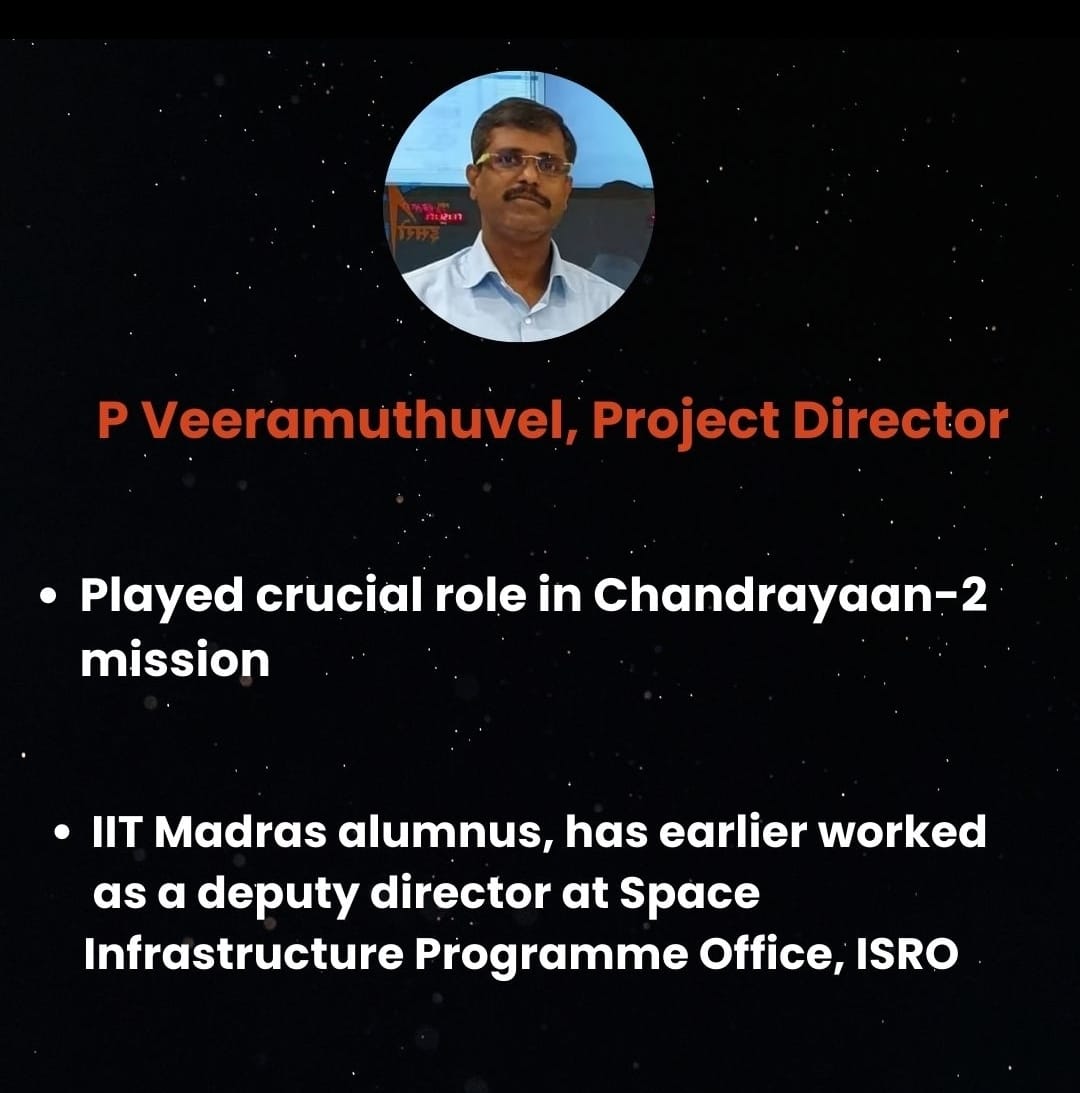 P Veeramuthuvel, Project Director
• Played crucial role in Chandrayaan-2
mission
• IIT Madras alumnus, has earlier worked
as a deputy director at Space
Infrastructure Programme Office, ISRO